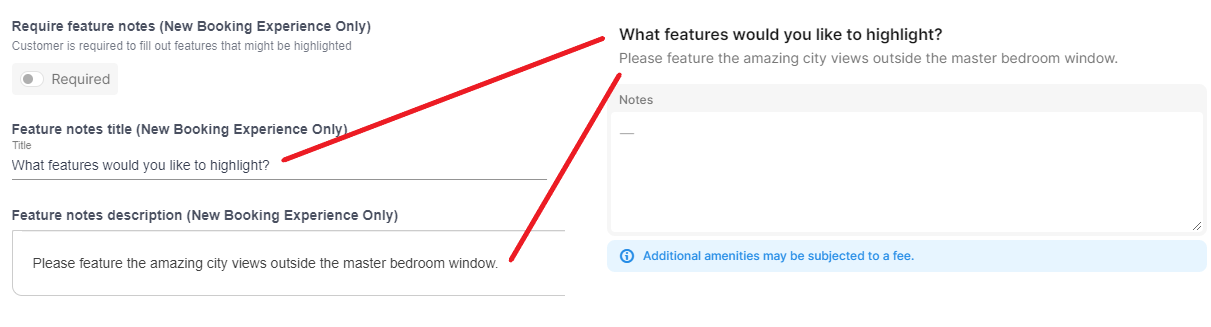 Require feature notes (New Booking Experience Only)
Customer is required to fill out features that might be highlighted
Required
Feature notes title (New Booking Experience Only)
Title
What features would you like to highlight?
Feature notes description (New Booking Experience Only)
Please feature the amazing city views outside the master bedroom window.
What features would you like to highlight?
Please feature the amazing city views outside the master bedroom window.
Notes
—
Additional amenities may be subjected to a fee.